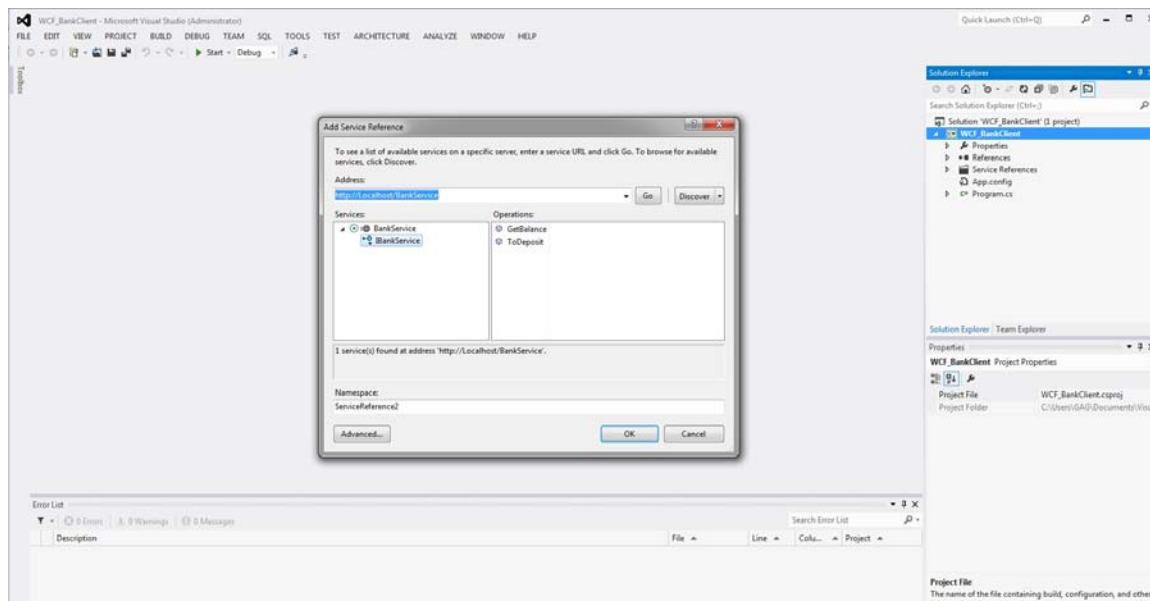 WCF_BankClient - Microsoft Visual Studio (Administrator)
Quick Launch (Ctrl+Q)
FILE EDIT VIEW PROJECT BUILD DEBUG TEAM SQL TOOLS TEST ARCHITECTURE ANALYZE WINDOW HELP
Start Debug
Toolbox
Solution Explorer
Search Solution Explorer (Ctrl+;)
Solution 'WCF_BankClient' (1 project)
WCF_BankClient
Properties
References
Service References
App.config
Program.cs
Add Service Reference
To see a list of available services on a specific server, enter a service URL and click Go. To browse for available
services, click Discover.
Address:
http://Localhost/BankService
Go
Discover
Services:
Operations:
BankService
IBankService
GetBalance
ToDeposit
1 service(s) found at address 'http://Localhost/BankService'.
Namespace:
ServiceReference2
Advanced...
OK
Cancel
Solution Explorer Team Explorer
Properties
WCF_BankClient Project Properties
Project File WCF_BankClient.csproj
Project Folder C:\Users\GAG\Documents\Visu
Error List
0 Errors 0 Warnings 0 Messages
Search Error List
Description File Line Colu... Project
Project File
The name of the file containing build, configuration, and other